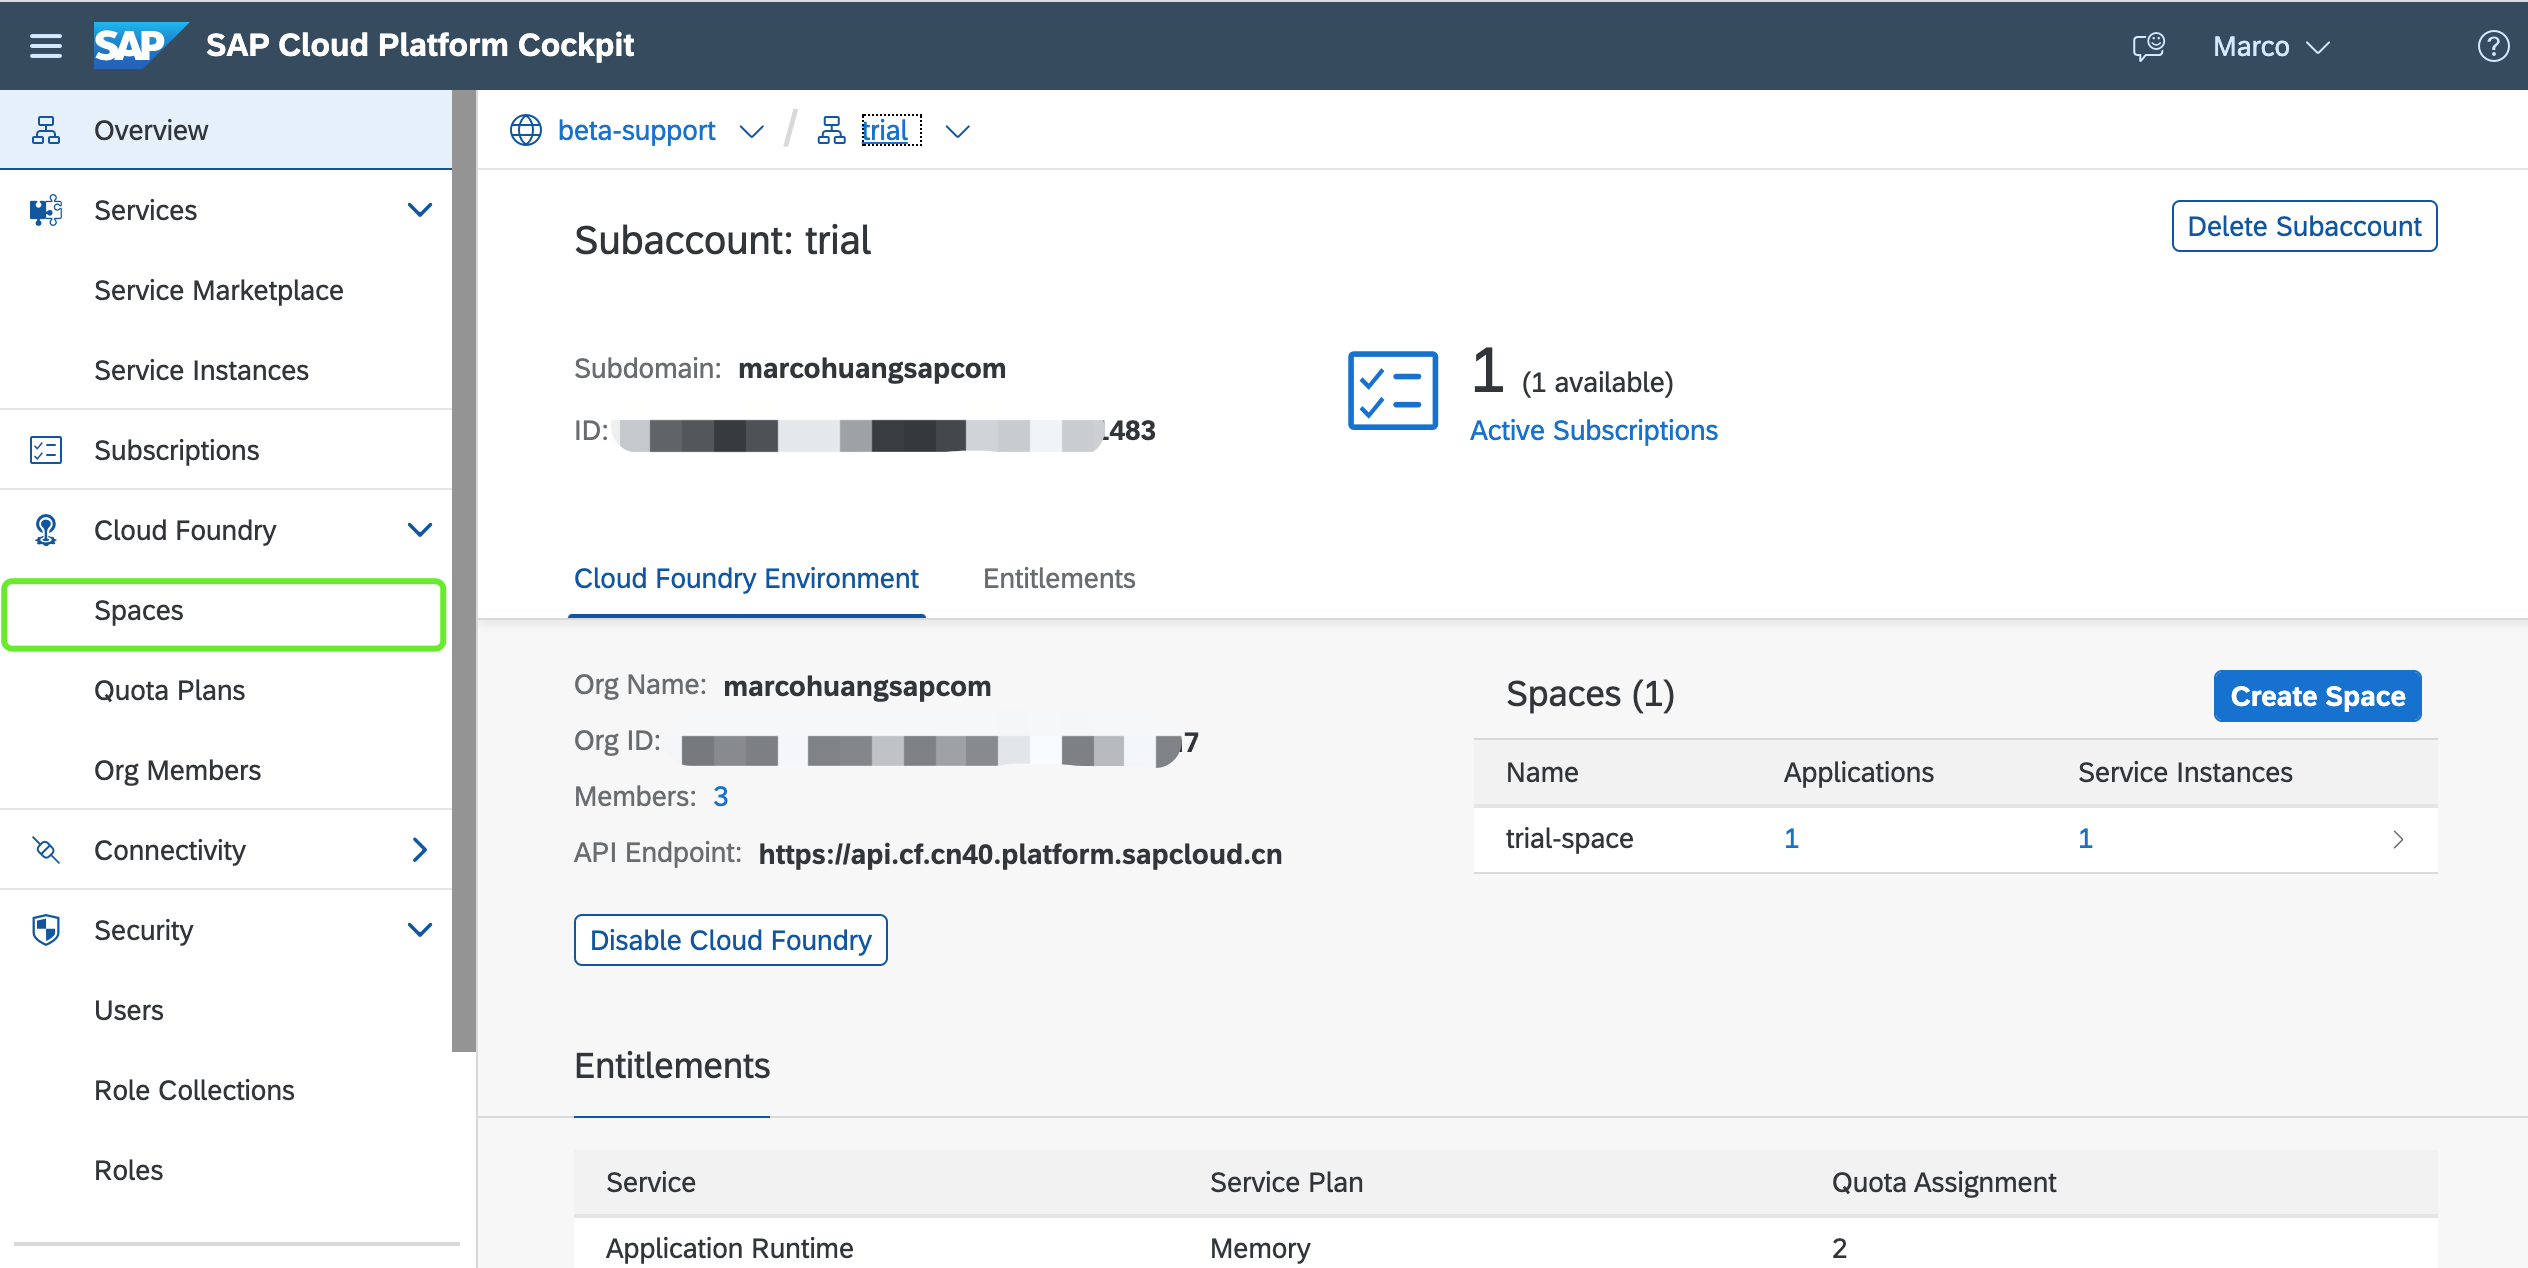 SAP SAP Cloud Platform Cockpit Marco ?
Overview
Services
Service Marketplace
Service Instances
Subscriptions
Cloud Foundry
Spaces
Quota Plans
Org Members
Connectivity
Security
Users
Role Collections
Roles
beta-support / trial
Subaccount: trial
Delete Subaccount
Subdomain: marcohuangsapcom
ID: 483
1 (1 available)
Active Subscriptions
Cloud Foundry Environment Entitlements
Org Name: marcohuangsapcom
Org ID: 7
Members: 3
API Endpoint: https://api.cf.cn40.platform.sapcloud.cn
Disable Cloud Foundry
Spaces (1)
Create Space
Name Applications Service Instances
trial-space 1 1
Entitlements
Service Service Plan Quota Assignment
Application Runtime Memory 2